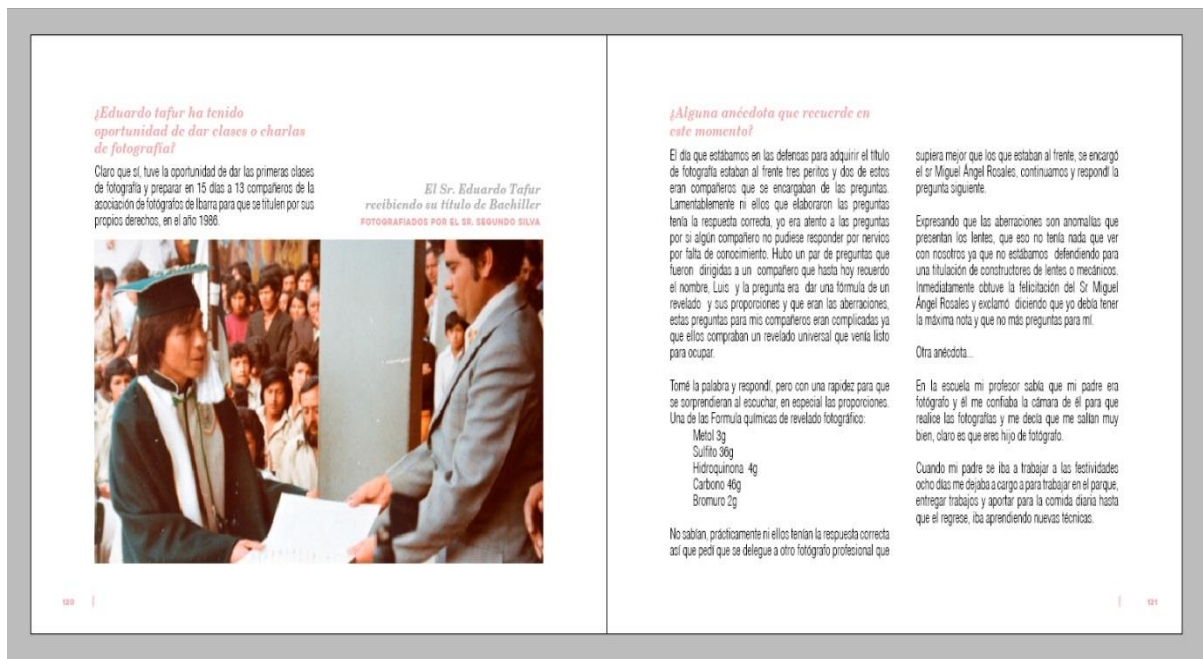 ¿Eduardo tafur ha tenido
oportunidad de dar clases o charlas
de fotografía?
Claro que sí, tuve la oportunidad de dar las primeras clases
de fotografía y preparar en 15 días a 13 compañeros de la
asociación de fotógrafos de Ibarra para que se titulen por sus
propios derechos, en el año 1986.
El Sr. Eduardo Tafur
recibiendo su título de Bachiller
FOTOGRAFIADOS POR EL SR. SEGUNDO SILVA
120
¿Alguna anécdota que recuerde en
este momento?
El día que estábamos en las defensas para adquirir el título
de fotografía estaban al frente tres peritos y dos de estos
eran compañeros que se encargaban de las preguntas.
Lamentablemente ni ellos que elaboraron las preguntas
tenía la respuesta correcta, yo era atento a las preguntas
por si algún compañero no pudiese responder por nervios
por falta de conocimiento. Hubo un par de preguntas que
fueron dirigidas a un compañero que hasta hoy recuerdo
el nombre, Luis y la pregunta era dar una fórmula de un
revelado y sus proporciones y que eran las aberraciones,
estas preguntas para mis compañeros eran complicadas ya
que ellos compraban un revelado universal que venía listo
para ocupar.
Tomé la palabra y respondí, pero con una rapidez para que
se sorprendieran al escuchar, en especial las proporciones.
Una de las Formula químicas de revelado fotográfico:
Metol 3g
Sulfito 36g
Hidroquinona 4g
Carbono 46g
Bromuro 2g
No sabían, prácticamente ni ellos tenían la respuesta correcta
así que pedí que se delegue a otro fotógrafo profesional que
supiera mejor que los que estaban al frente, se encargó
el sr Miguel Ángel Rosales, continuamos y respondí la
pregunta siguiente.
Expresando que las aberraciones son anomalías que
presentan los lentes, que eso no tenía nada que ver
con nosotros ya que no estábamos defendiendo para
una titulación de constructores de lentes o mecánicos.
Inmediatamente obtuve la felicitación del Sr Miguel
Ángel Rosales y exclamó diciendo que yo debía tener
la máxima nota y que no más preguntas para mí.
Otra anécdota...
En la escuela mi profesor sabía que mi padre era
fotógrafo y él me confiaba la cámara de él para que
realice las fotografías y me decía que me salían muy
bien, claro es que eres hijo de fotógrafo.
Cuando mi padre se iba a trabajar a las festividades
ocho días me dejaba a cargo a para trabajar en el parque,
entregar trabajos y aportar para la comida diaria hasta
que el regrese, iba aprendiendo nuevas técnicas.
121